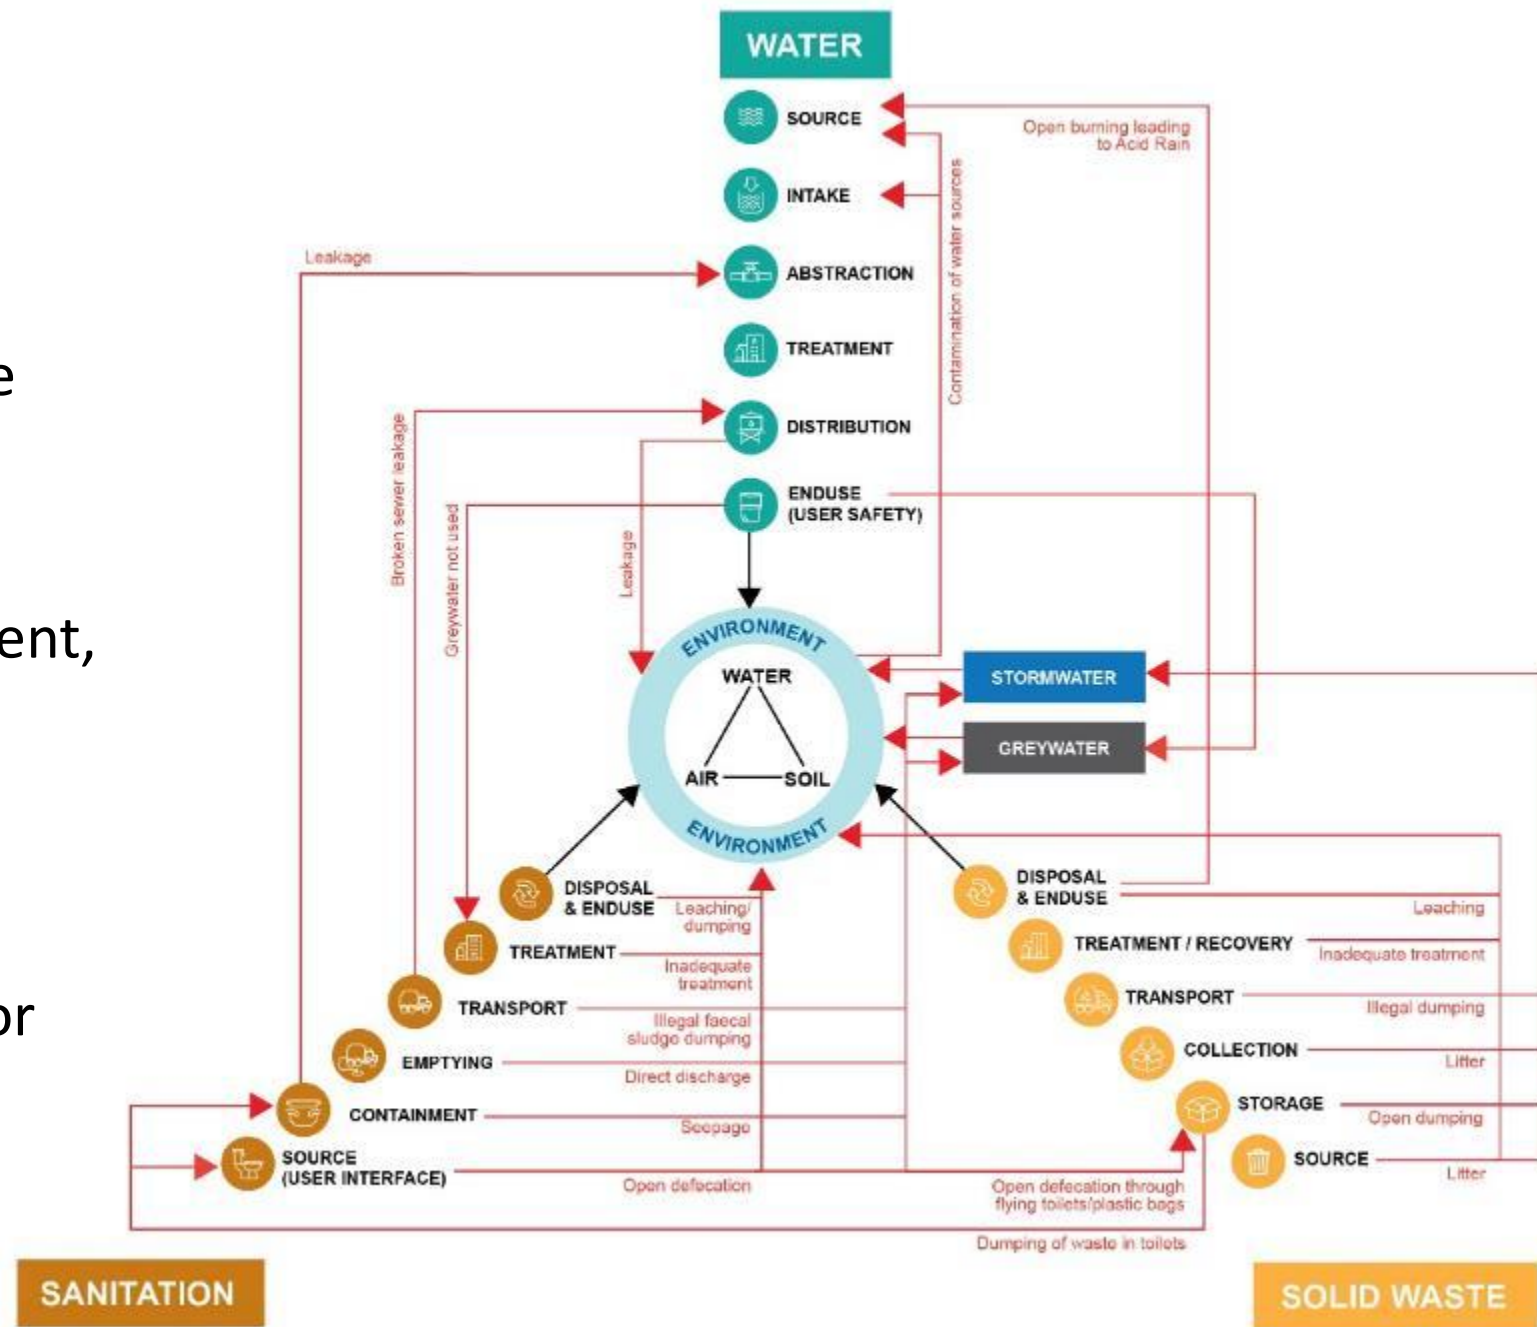 WATER
SOURCE
Open burning leading
to Acid Rain
INTAKE
Contamination of water sources
Leakage
ABSTRACTION
TREATMENT
e
Broken sewer leakage
DISTRIBUTION
Greywater not used
Leakage
ENDUSE
(USER SAFETY)
ent,
ENVIRONMENT
WATER
AIR
SOIL
ENVIRONMENT
STORMWATER
GREYWATER
DISPOSAL
& ENDUSE
Leaching/
dumping
TREATMENT
Inadequate
treatment
or
TRANSPORT
Illegal faecal
sludge dumping
EMPTYING
Direct discharge
CONTAINMENT
Seepage
SOURCE
(USER INTERFACE)
Open defecation
DISPOSAL
& ENDUSE
Leaching
TREATMENT / RECOVERY
Inadequate treatment
TRANSPORT
Illegal dumping
COLLECTION
Litter
STORAGE
Open dumping
SOURCE
Litter
Open defecation through
flying toilets/plastic bags
Dumping of waste in toilets
SANITATION
SOLID WASTE